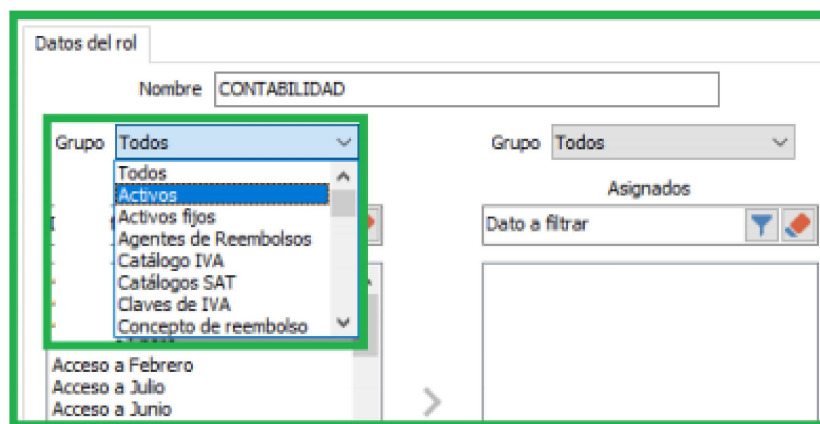 Datos del rol
Nombre CONTABILIDAD
Grupo Todos
Todos
Activos
Activos fijos
Agentes de Reembolsos
Catálogo IVA
Catálogos SAT
Claves de IVA
Concepto de reembolso
Acceso a Febrero
Acceso a Julio
Acceso a Junio
Grupo Todos
Asignados
Dato a filtrar